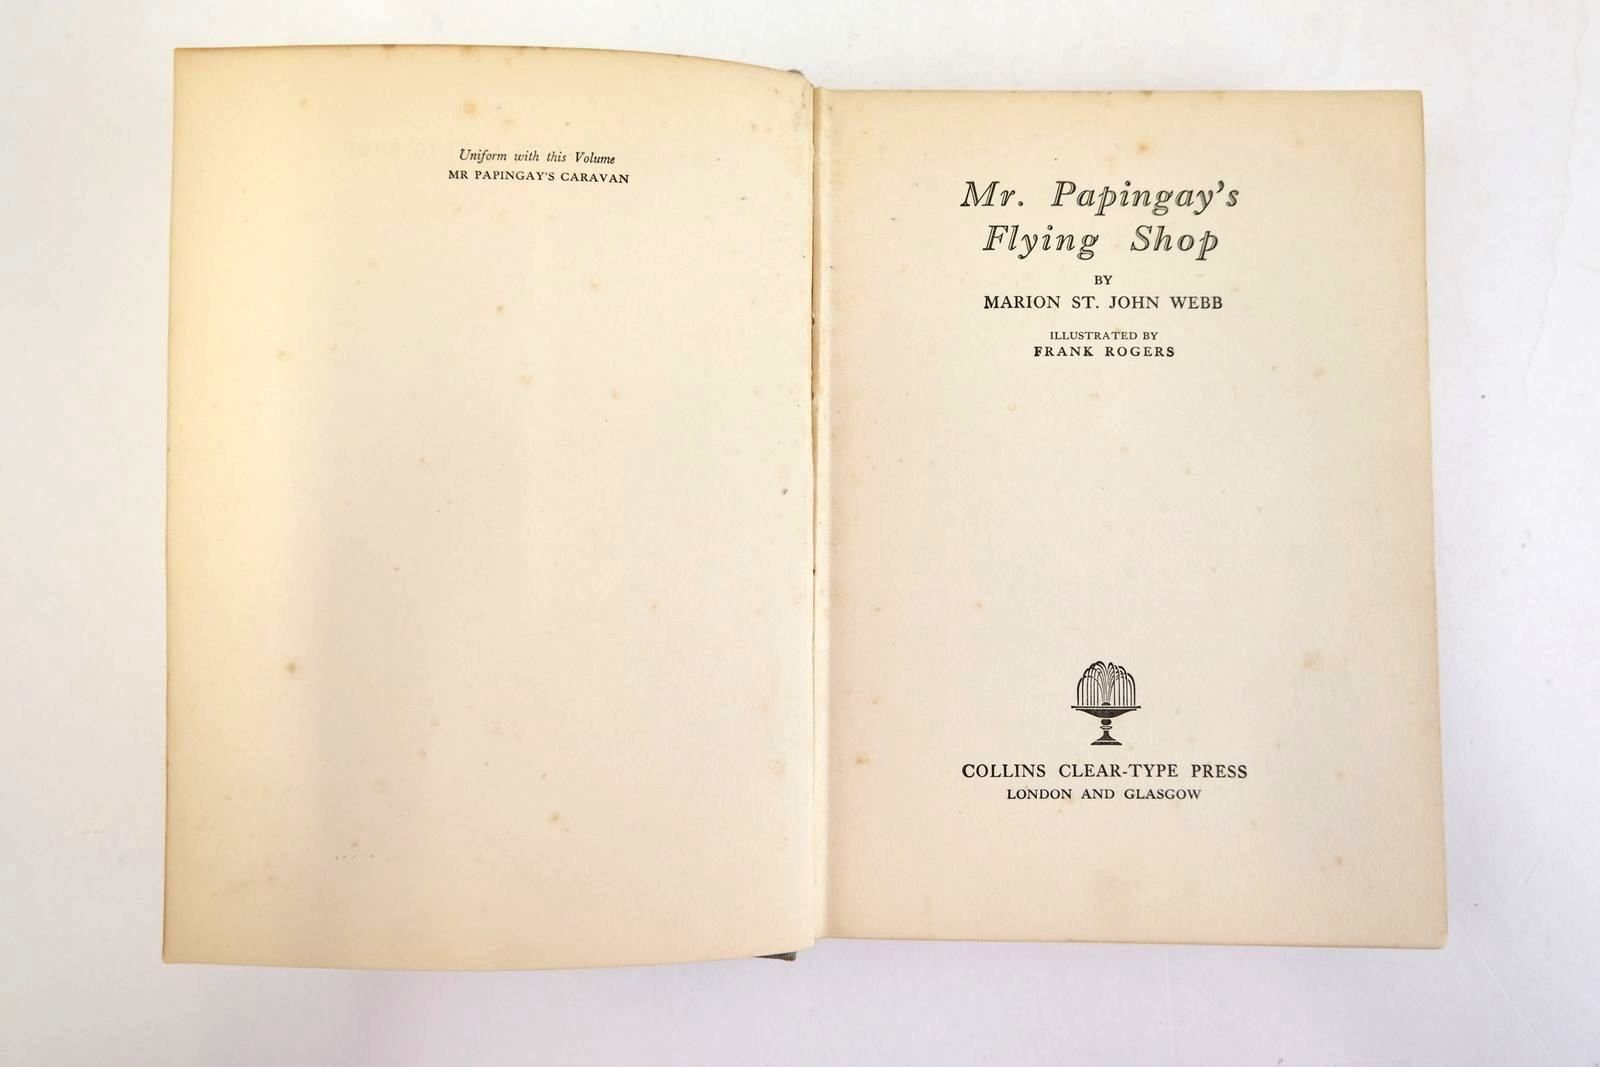 Uniform with this Volume
MR PAPINGAY'S CARAVAN
Mr. Papingay's
Flying Shop
BY
MARION ST. JOHN WEBB
ILLUSTRATED BY
FRANK ROGERS
COLLINS CLEAR-TYPE PRESS
LONDON AND GLASGOW